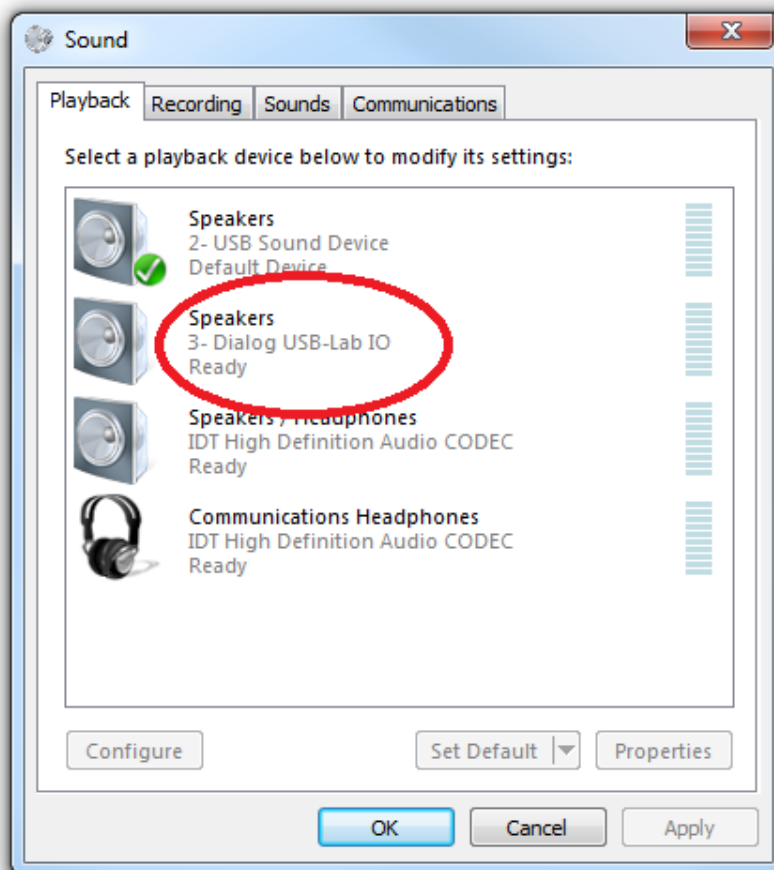 Sound
Playback Recording Sounds Communications
Select a playback device below to modify its settings:
Speakers
2- USB Sound Device
Default Device
Speakers
3- Dialog USB-Lab IO
Ready
Speakers / Headphones
IDT High Definition Audio CODEC
Ready
Communications Headphones
IDT High Definition Audio CODEC
Ready
Configure Set Default Properties
OK Cancel Apply